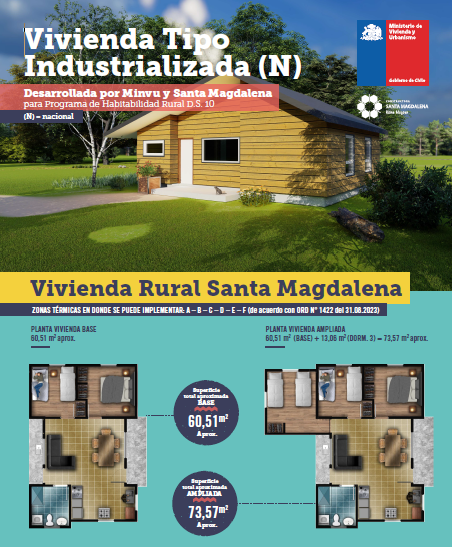 Vivienda Tipo
Industrializada (N)
Desarrollada por Minvu y Santa Magdalena
para Programa de Habitabilidad Rural D.S. 10
(N) = nacional
Ministerio de
Vivienda y
Urbanismo
Gobierno de Chile
SANTA MAGDALENA
Vivienda Rural Santa Magdalena
ZONAS TÉRMICAS EN DONDE SE PUEDE IMPLEMENTAR: A – B – C – D – E – F (de acuerdo con ORD N° 1422 del 31.08.2023)
PLANTA VIVIENDA BASE
60,51 m² aprox.
PLANTA VIVIENDA AMPLIADA
60,51 m² (BASE) + 13,06 m² (DORM. 3) = 73,57 m² aprox.
Superficie
total aproximada
BASE
60,51 m²
Aprox.
Superficie
total aproximada
AMPLIADA
73,57 m²
Aprox.